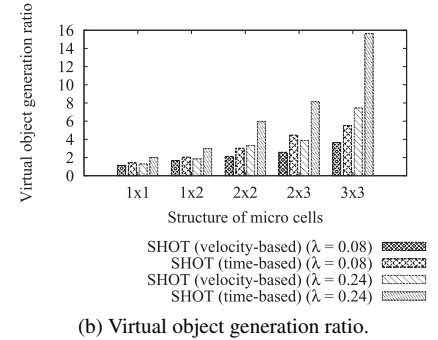 Virtual object generation ratio
16
14
12
10
8
6
4
2
0
1x1 1x2 2x2 2x3 3x3
Structure of micro cells
SHOT (velocity-based) (λ = 0.08)
SHOT (time-based) (λ = 0.08)
SHOT (velocity-based) (λ = 0.24)
SHOT (time-based) (λ = 0.24)
(b) Virtual object generation ratio.